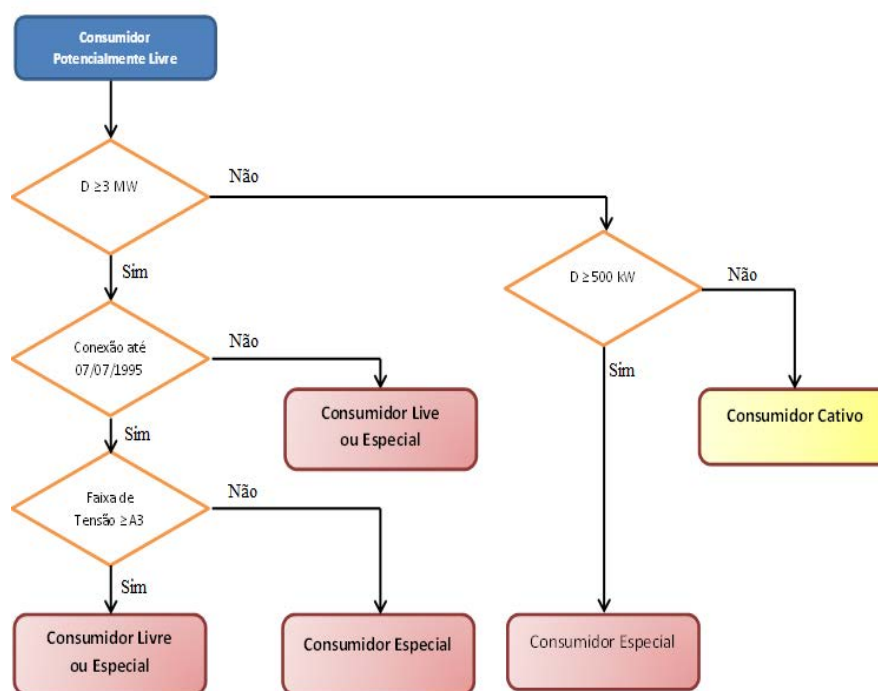 Consumidor
Potencialmente Livre
D ≥3 MW
Não
Sim
D ≥500 kW
Não
Sim
Conexão até
07/07/1995
Não
Sim
Consumidor Live
ou Especial
Consumidor Cativo
Faixa de
Tensão ≥A3
Não
Sim
Consumidor Livre
ou Especial
Consumidor Especial
Consumidor Especial